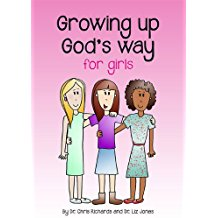 Growing up
God's way
for girls
By Dr. Chris Richards and Dr. Liz Jones